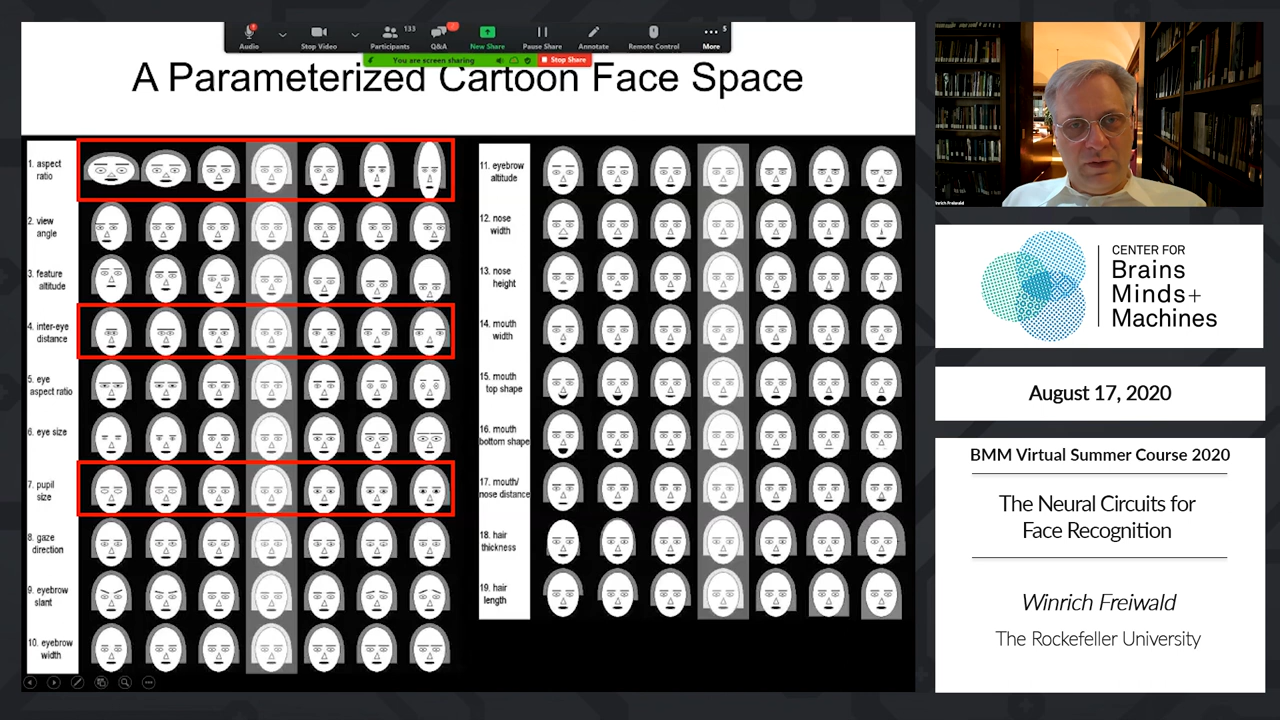 133
5
Audio
Stop Video
Participants
Q&A
New Share
Pause Share
Annotate
Remote Control
More
You are screen sharing
Stop Share
A Parameterized Cartoon Face Space
1. aspect
ratio
2. view
angle
3. feature
altitude
4. inter-eye
distance
5. eye
aspect ratio
6. eye size
7. pupil
size
8. gaze
direction
9. eyebrow
slant
10. eyebrow
width
11. eyebrow
altitude
12. nose
width
13. nose
height
14. mouth
width
15. mouth
top shape
16. mouth
bottom shape
17. mouth/
nose distance
18. hair
thickness
19. hair
length
inrich Freiwald
CENTER FOR
Brains
Minds+
Machines
August 17, 2020
BMM Virtual Summer Course 2020
The Neural Circuits for
Face Recognition
Winrich Freiwald
The Rockefeller University